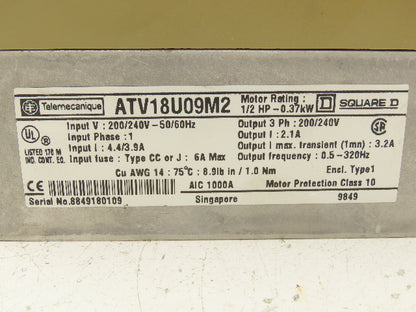 Telemecanique ATV18U09M2 Motor Rating : 1/2 HP - 0.37kW SQUARE D
Input V : 200/240V - 50/60Hz Output 3 Ph : 200/240V
Input Phase : 1 Output I : 2.1A
Input I : 4.4/3.9A Output I max. transient (1mn) : 3.2A
Input fuse : Type CC or J : 6A Max Output frequency : 0.5 - 320Hz
UL
LISTED 176 M
IND. CONT. EQ.
Cu AWG 14 : 75°C : 8.9lb in / 1.0 Nm Encl. Type1
CE AIC 1000A Motor Protection Class 10
Serial No.8849180109 Singapore 9849